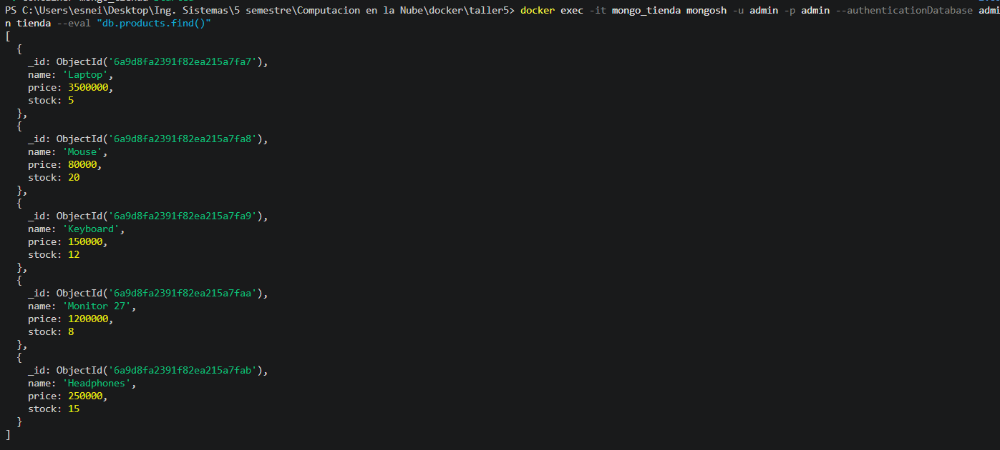 PS C:\Users\esnei\Desktop\Ing. Sistemas\5 semestre\Computacion en la Nube\docker\taller5> docker exec -it mongo_tienda mongosh -u admin -p admin --authenticationDatabase admi
n tienda --eval "db.products.find()"
[
  {
    _id: ObjectId('6a9d8fa2391f82ea215a7fa7'),
    name: 'Laptop',
    price: 3500000,
    stock: 5
  },
  {
    _id: ObjectId('6a9d8fa2391f82ea215a7fa8'),
    name: 'Mouse',
    price: 80000,
    stock: 20
  },
  {
    _id: ObjectId('6a9d8fa2391f82ea215a7fa9'),
    name: 'Keyboard',
    price: 150000,
    stock: 12
  },
  {
    _id: ObjectId('6a9d8fa2391f82ea215a7faa'),
    name: 'Monitor 27',
    price: 1200000,
    stock: 8
  },
  {
    _id: ObjectId('6a9d8fa2391f82ea215a7fab'),
    name: 'Headphones',
    price: 250000,
    stock: 15
  }
]